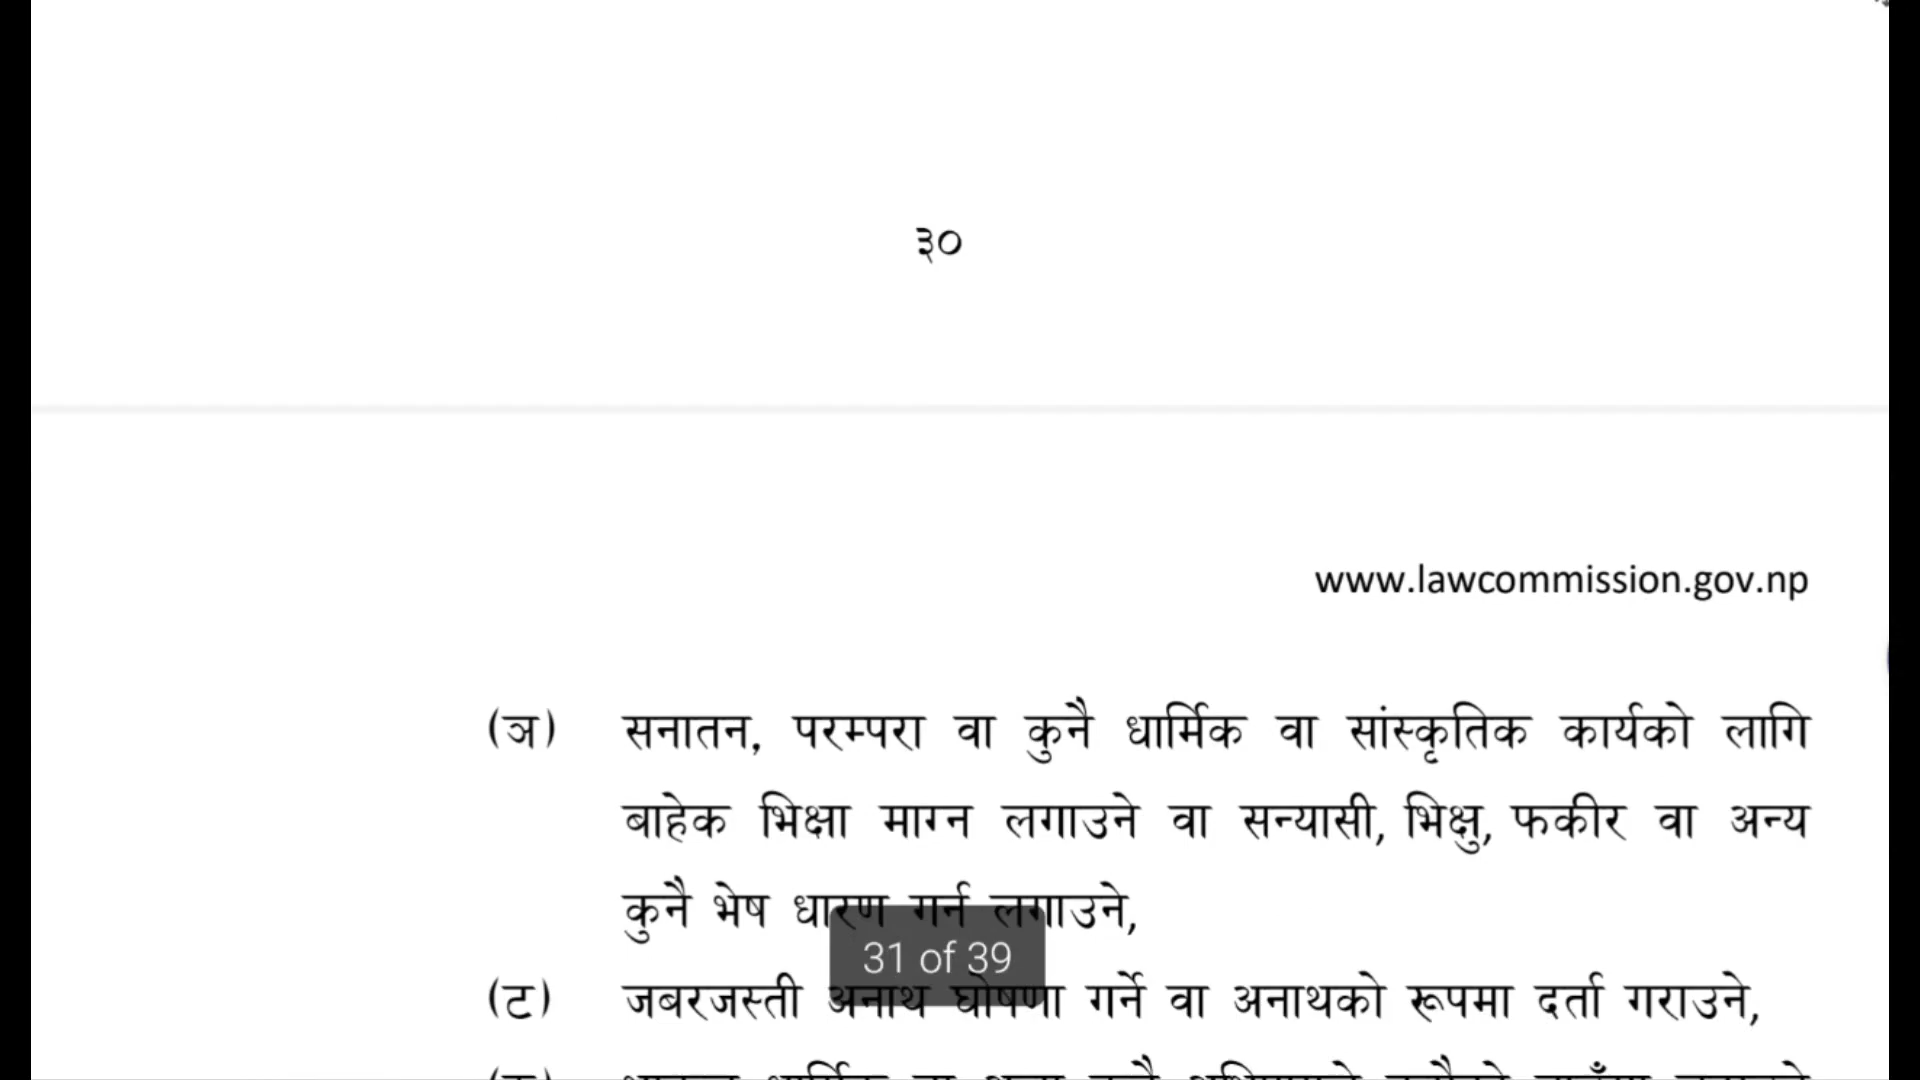 ३०
www.lawcommission.gov.np
(ञ) सनातन, परम्परा वा कुनै धार्मिक वा सांस्कृतिक कार्यको लागि
बाहेक भिक्षा माग्न लगाउने वा सन्यासी, भिक्षु, फकीर वा अन्य
कुनै भेष धारण गर्न लगाउने,
31 of 39
(ट) जबरजस्ती अनाथ घोषणा गर्ने वा अनाथको रूपमा दर्ता गराउने,